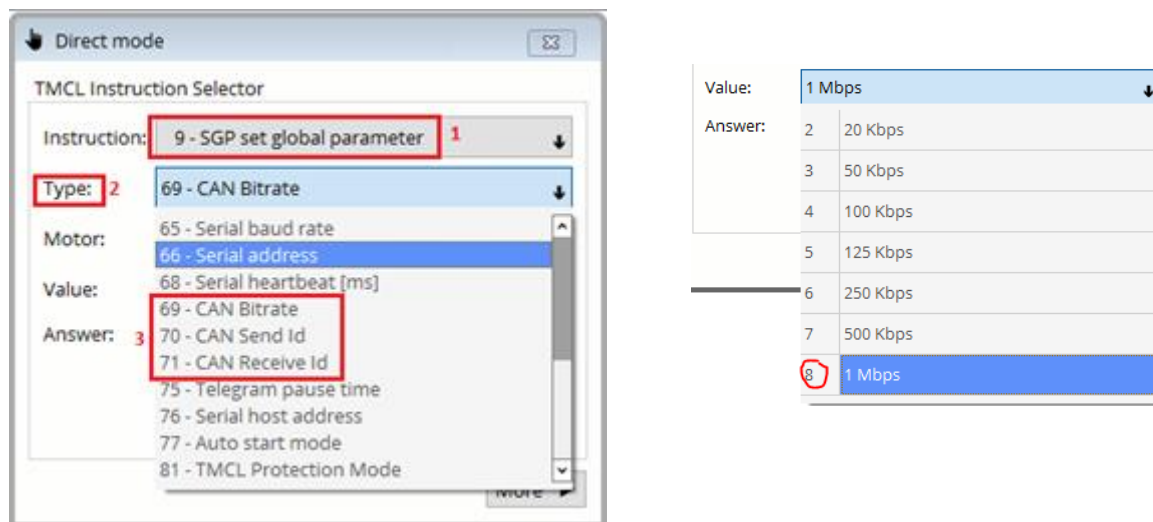 Direct mode
TMCL Instruction Selector
Instruction: 9 - SGP set global parameter 1
Type: 2 69 - CAN Bitrate
65 - Serial baud rate
Motor:
66 - Serial address
Value: 68 - Serial heartbeat [ms]
69 - CAN Bitrate
Answer: 3 70 - CAN Send Id
71 - CAN Receive Id
75 - Telegram pause time
76 - Serial host address
77 - Auto start mode
81 - TMCL Protection Mode
More
Value: 1 Mbps
Answer: 2 20 Kbps
3 50 Kbps
4 100 Kbps
5 125 Kbps
6 250 Kbps
7 500 Kbps
8 1 Mbps